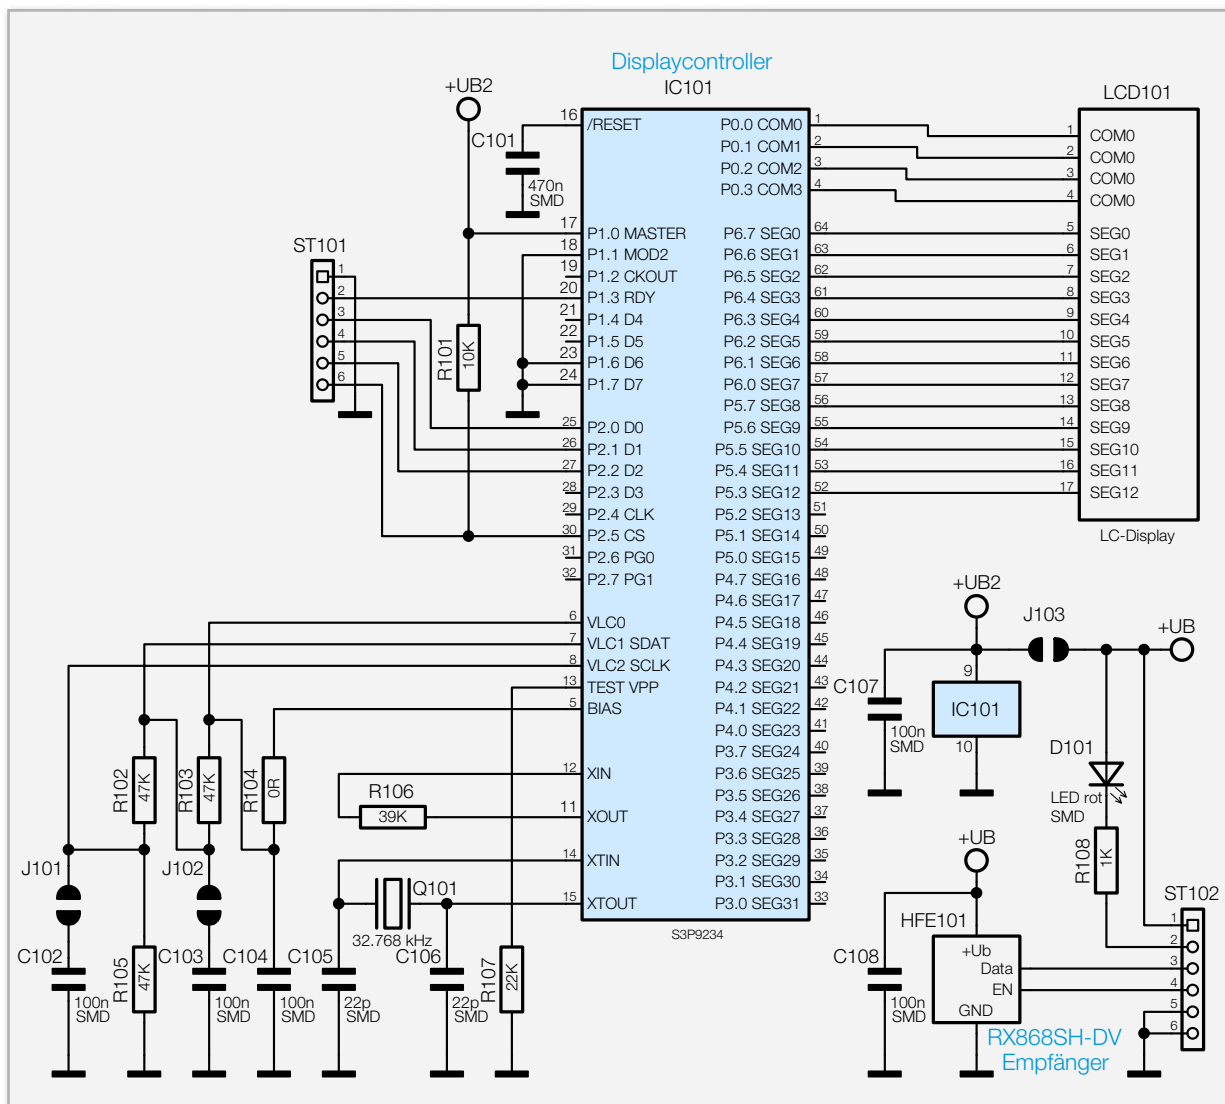 Displaycontroller
IC101
+UB2
LCD101
16 /RESET
P0.0 COM0 1
1 COM0
C101
470n
SMD
P0.1 COM1 2
2 COM0
P0.2 COM2 3
3 COM0
P0.3 COM3 4
4 COM0
17 P1.0 MASTER
P6.7 SEG0 64
5 SEG0
ST101
18 P1.1 MOD2
P6.6 SEG1 63
6 SEG1
1
19 P1.2 CKOUT
P6.5 SEG2 62
7 SEG2
2
20 P1.3 RDY
P6.4 SEG3 61
8 SEG3
3
21 P1.4 D4
P6.3 SEG4 60
9 SEG4
4
22 P1.5 D5
P6.2 SEG5 59
10 SEG5
5
R101
10K
23 P1.6 D6
P6.1 SEG6 58
11 SEG6
6
24 P1.7 D7
P6.0 SEG7 57
12 SEG7
P5.7 SEG8 56
13 SEG8
25 P2.0 D0
P5.6 SEG9 55
14 SEG9
26 P2.1 D1
P5.5 SEG10 54
15 SEG10
27 P2.2 D2
P5.4 SEG11 53
16 SEG11
28 P2.3 D3
P5.3 SEG12 52
17 SEG12
29 P2.4 CLK
P5.2 SEG13 51
30 P2.5 CS
P5.1 SEG14 50
LC-Display
31 P2.6 PG0
P5.0 SEG15 49
32 P2.7 PG1
P4.7 SEG16 48
P4.6 SEG17 47
6 VLC0
P4.5 SEG18 46
7 VLC1 SDAT
P4.4 SEG19 45
8 VLC2 SCLK
P4.3 SEG20 44
13 TEST VPP
P4.2 SEG21 43
5 BIAS
P4.1 SEG22 42
P4.0 SEG23 41
P3.7 SEG24 40
12 XIN
P3.6 SEG25 39
P3.5 SEG26 38
11 XOUT
P3.4 SEG27 37
P3.3 SEG28 36
14 XTIN
P3.2 SEG29 35
P3.1 SEG30 34
15 XTOUT
P3.0 SEG31 33
S3P9234
R102
47K
R103
47K
R104
0R
R106
39K
J101
J102
Q101
32.768 kHz
C102
100n
SMD
R105
47K
C103
100n
SMD
C104
100n
SMD
C105
22p
SMD
C106
22p
SMD
R107
22K
+UB2
J103
+UB
C107
100n
SMD
9
IC101
10
D101
LED rot
SMD
R108
1K
+UB
ST102
C108
100n
SMD
HFE101
+Ub
Data
EN
GND
1
2
3
4
5
6
RX868SH-DV
Empfänger